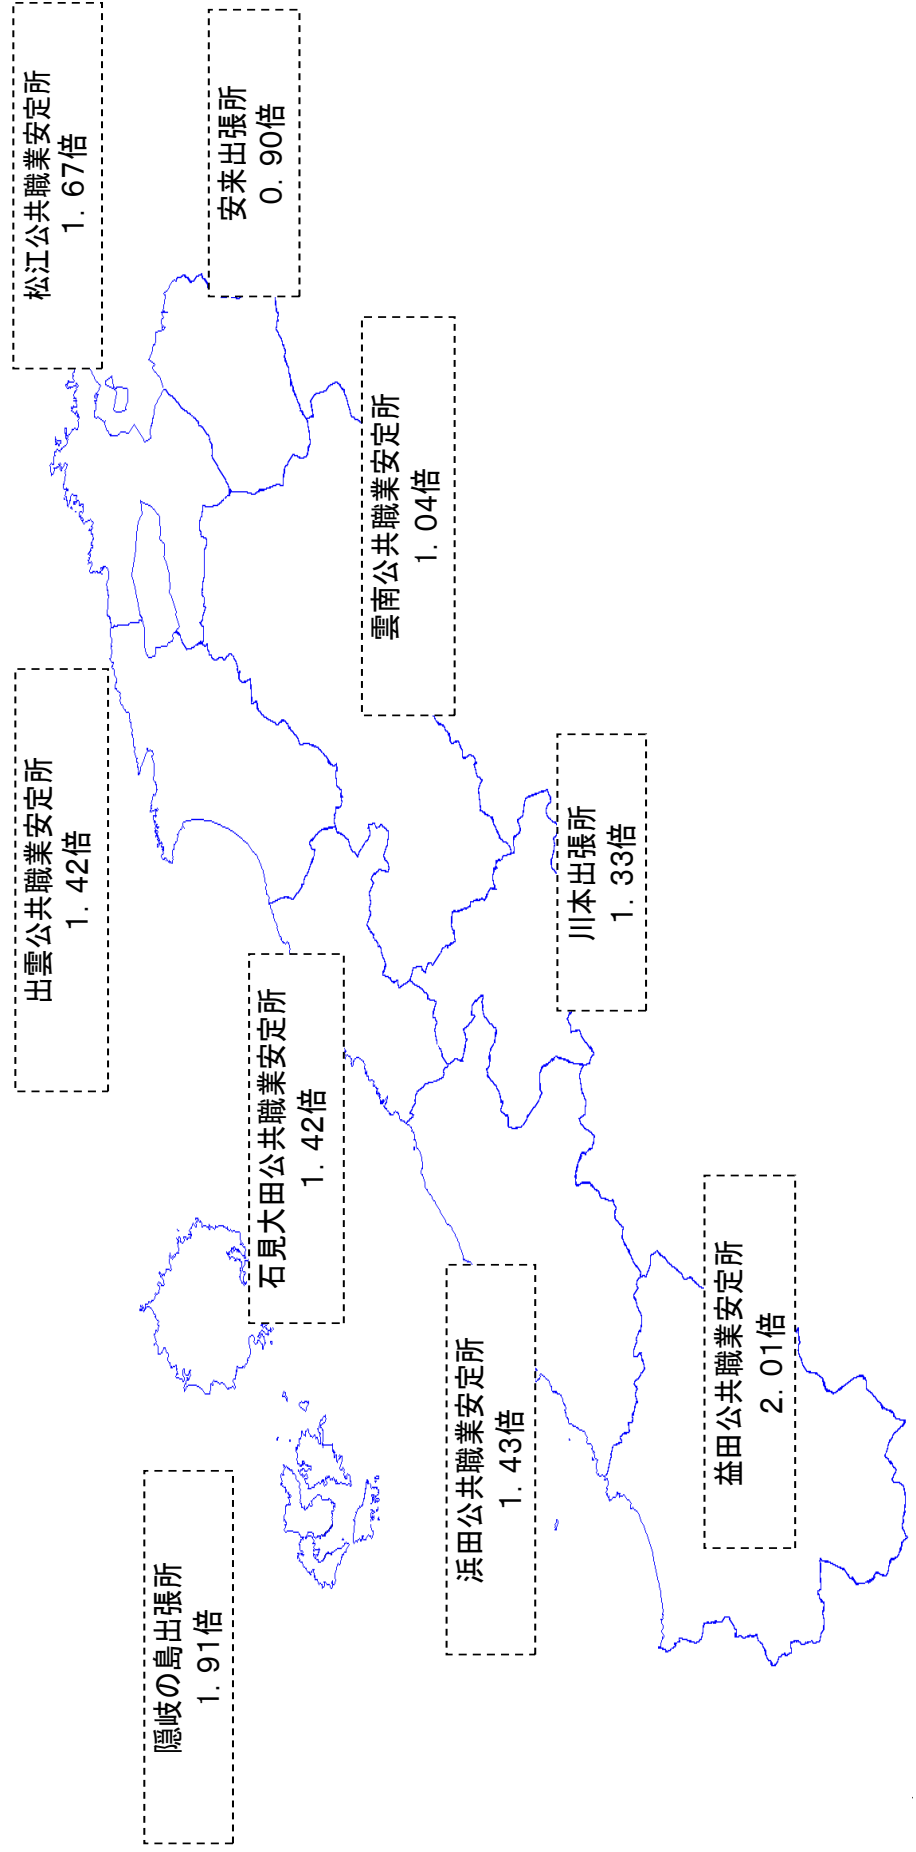 松江公共職業安定所
1. 67倍
安来出張所
0. 90倍
出雲公共職業安定所
1. 42倍
雲南公共職業安定所
1. 04倍
石見大田公共職業安定所
1. 42倍
川本出張所
1. 33倍
隠岐の島出張所
1. 91倍
浜田公共職業安定所
1. 43倍
益田公共職業安定所
2. 01倍